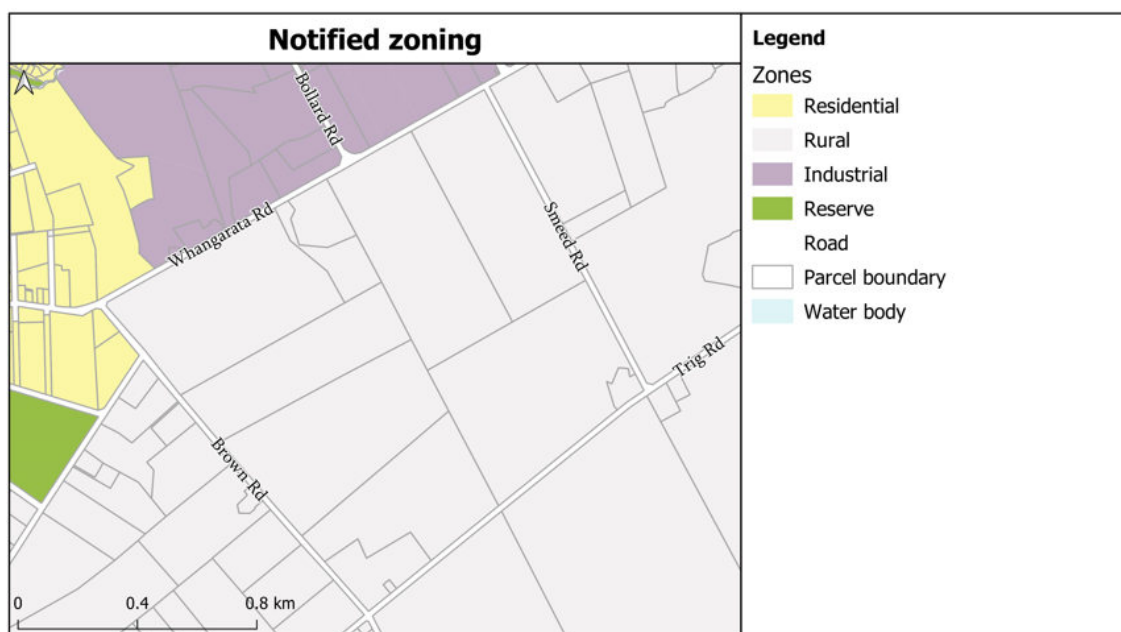 Notified zoning
Bollard Rd
Whangarata Rd
Smeed Rd
Trig Rd
Brown Rd
0 0.4 0.8 km
Legend
Zones
Residential
Rural
Industrial
Reserve
Road
Parcel boundary
Water body